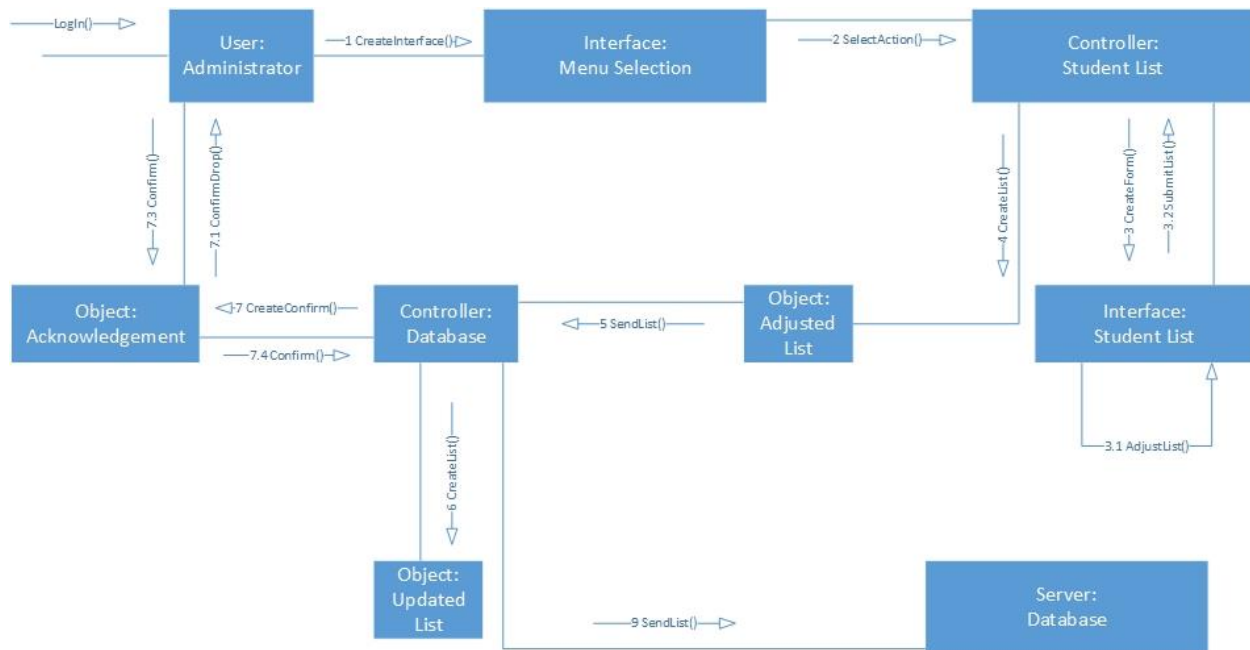 LogIn()
User:
Administrator
1 CreateInterface()
Interface:
Menu Selection
2 SelectAction()
Controller:
Student List
7.3 Confirm()
7.1 ConfirmDrop()
4 CreateList()
3 CreateForm()
3.2 SubmitList()
Object:
Acknowledgement
7 CreateConfirm()
7.4 Confirm()
Controller:
Database
5 SendList()
Object:
Adjusted
List
Interface:
Student List
3.1 AdjustList()
6 CreateList()
Object:
Updated
List
9 SendList()
Server:
Database